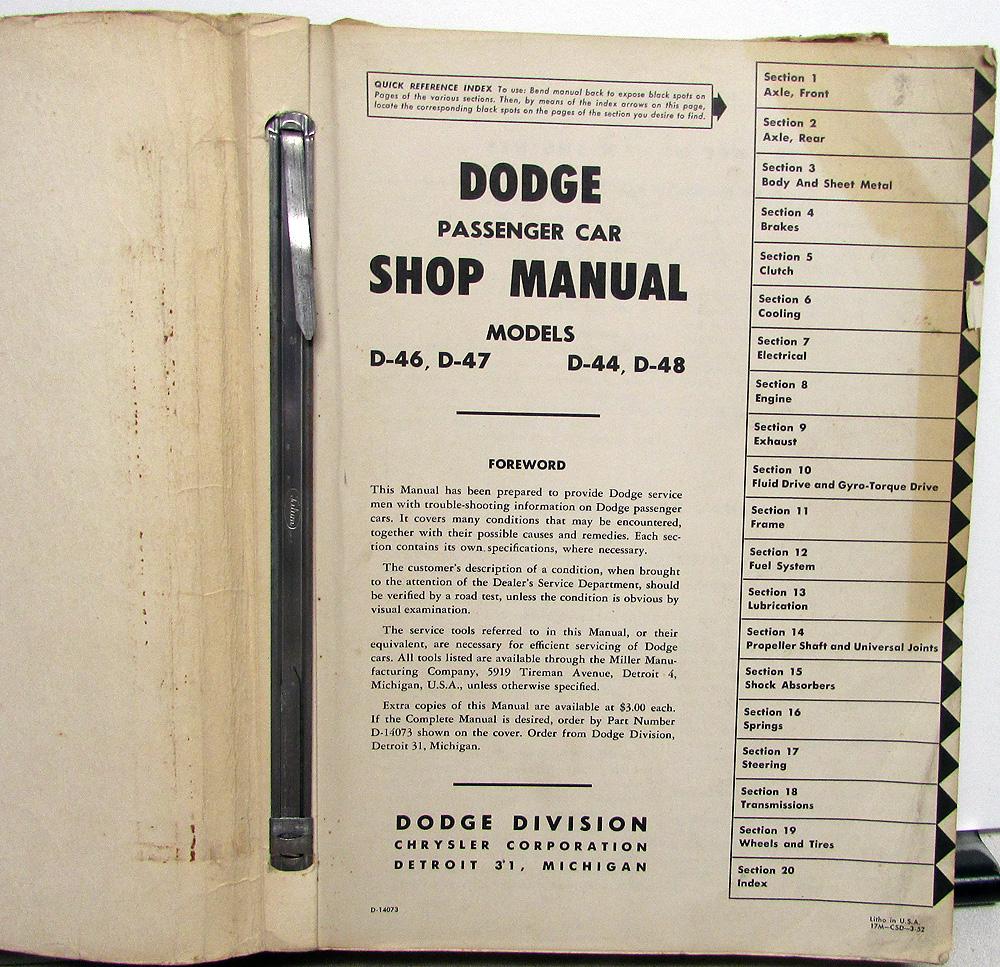 QUICK REFERENCE INDEX To use: Bend manual back to expose black spots on
Pages of the various sections. Then, by means of the index arrows on this page,
locate the corresponding black spots on the pages of the section you desire to find.
DODGE
PASSENGER CAR
SHOP MANUAL
MODELS
D-46, D-47 D-44, D-48
FOREWORD
This Manual has been prepared to provide Dodge service
men with trouble-shooting information on Dodge passenger
cars. It covers many conditions that may be encountered,
together with their possible causes and remedies. Each sec-
tion contains its own specifications, where necessary.
The customer's description of a condition, when brought
to the attention of the Dealer's Service Department, should
be verified by a road test, unless the condition is obvious by
visual examination.
The service tools referred to in this Manual, or their
equivalent, are necessary for efficient servicing of Dodge
cars. All tools listed are available through the Miller Manu-
facturing Company, 5919 Tireman Avenue, Detroit 4,
Michigan, U.S.A., unless otherwise specified.
Extra copies of this Manual are available at $3.00 each.
If the Complete Manual is desired, order by Part Number
D-14073 shown on the cover. Order from Dodge Division,
Detroit 31, Michigan.
DODGE DIVISION
CHRYSLER CORPORATION
DETROIT 31, MICHIGAN
D-14073
Section 1
Axle, Front
Section 2
Axle, Rear
Section 3
Body And Sheet Metal
Section 4
Brakes
Section 5
Clutch
Section 6
Cooling
Section 7
Electrical
Section 8
Engine
Section 9
Exhaust
Section 10
Fluid Drive and Gyro-Torque Drive
Section 11
Frame
Section 12
Fuel System
Section 13
Lubrication
Section 14
Propeller Shaft and Universal Joints
Section 15
Shock Absorbers
Section 16
Springs
Section 17
Steering
Section 18
Transmissions
Section 19
Wheels and Tires
Section 20
Index
Litho in U.S.A.
17M—CSD—3-52